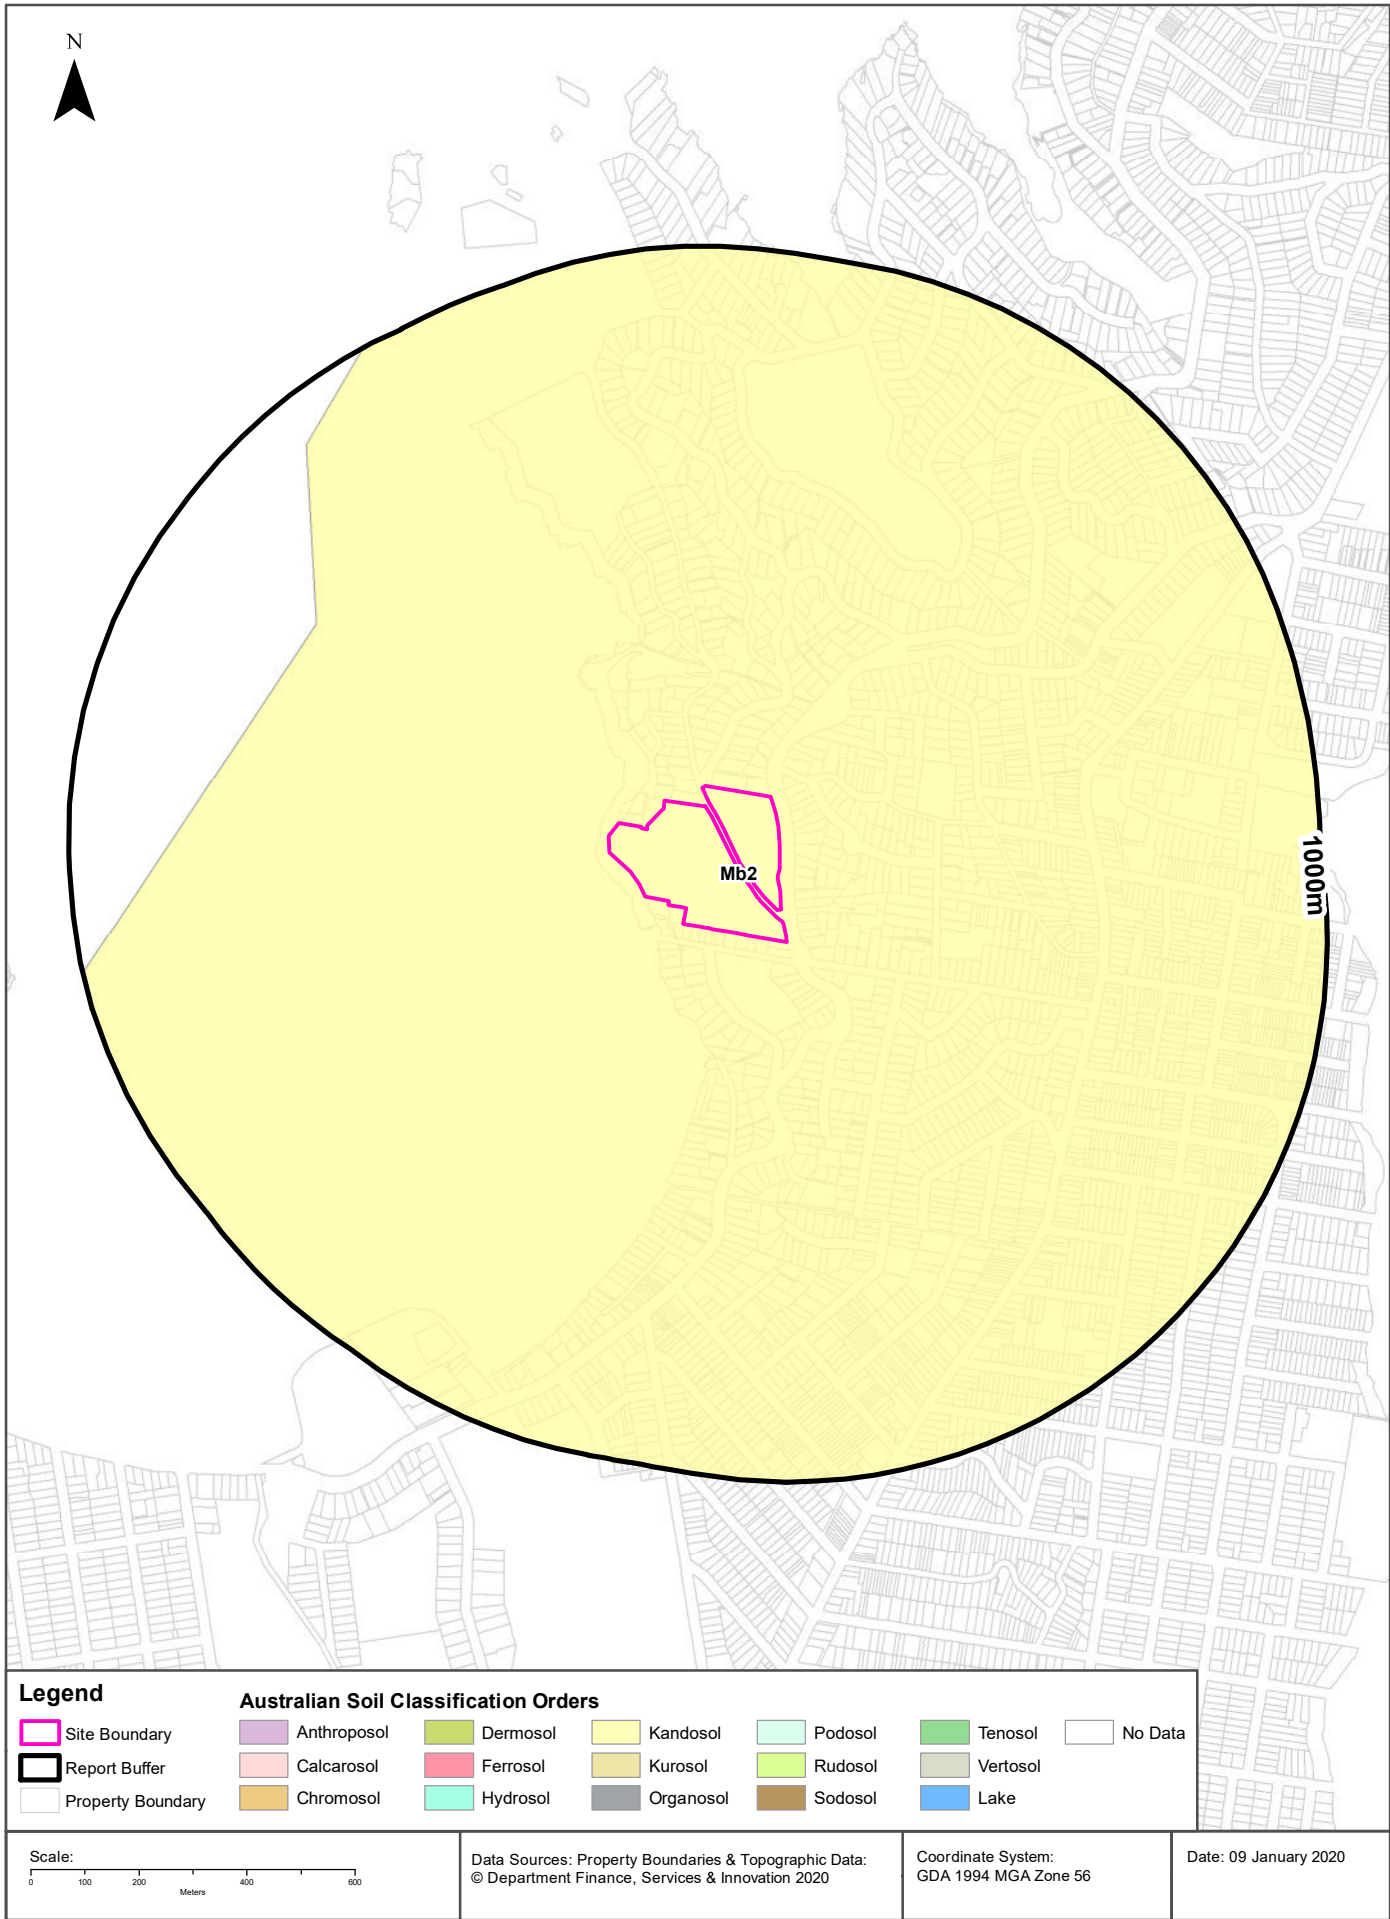 N
Mb2
1000m
Legend
Site Boundary
Report Buffer
Property Boundary
Australian Soil Classification Orders
Anthroposol
Calcarosol
Chromosol
Dermosol
Ferrosol
Hydrosol
Kandosol
Kurosol
Organosol
Podosol
Rudosol
Sodosol
Tenosol
Vertosol
Lake
No Data
Scale:
0 100 200 400 600
Meters
Data Sources: Property Boundaries & Topographic Data:
© Department Finance, Services & Innovation 2020
Coordinate System:
GDA 1994 MGA Zone 56
Date: 09 January 2020